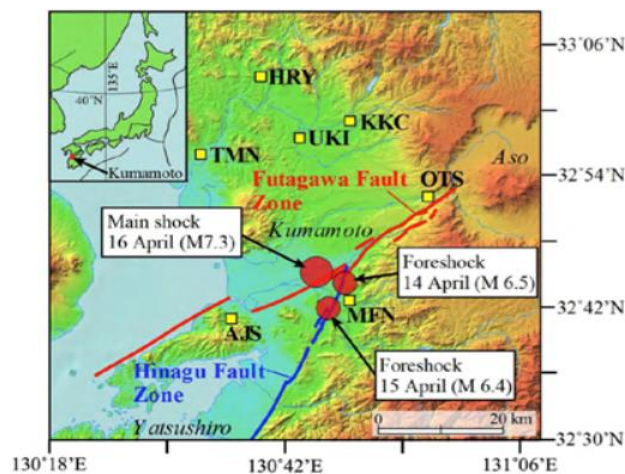 135°E
40°N
Kumamoto
HRY
KKC
UKI
TMN
Aso
OTS
Futagawa Fault
Zone
Kumamoto
Main shock
16 April (M7.3)
Foreshock
14 April (M 6.5)
MFN
AJS
Foreshock
15 April (M 6.4)
Hinagu Fault
Zone
Yatsushiro
0 20 km
33°06'N
32°54'N
32°42'N
32°30'N
130°18'E 130°42'E 131°06'E